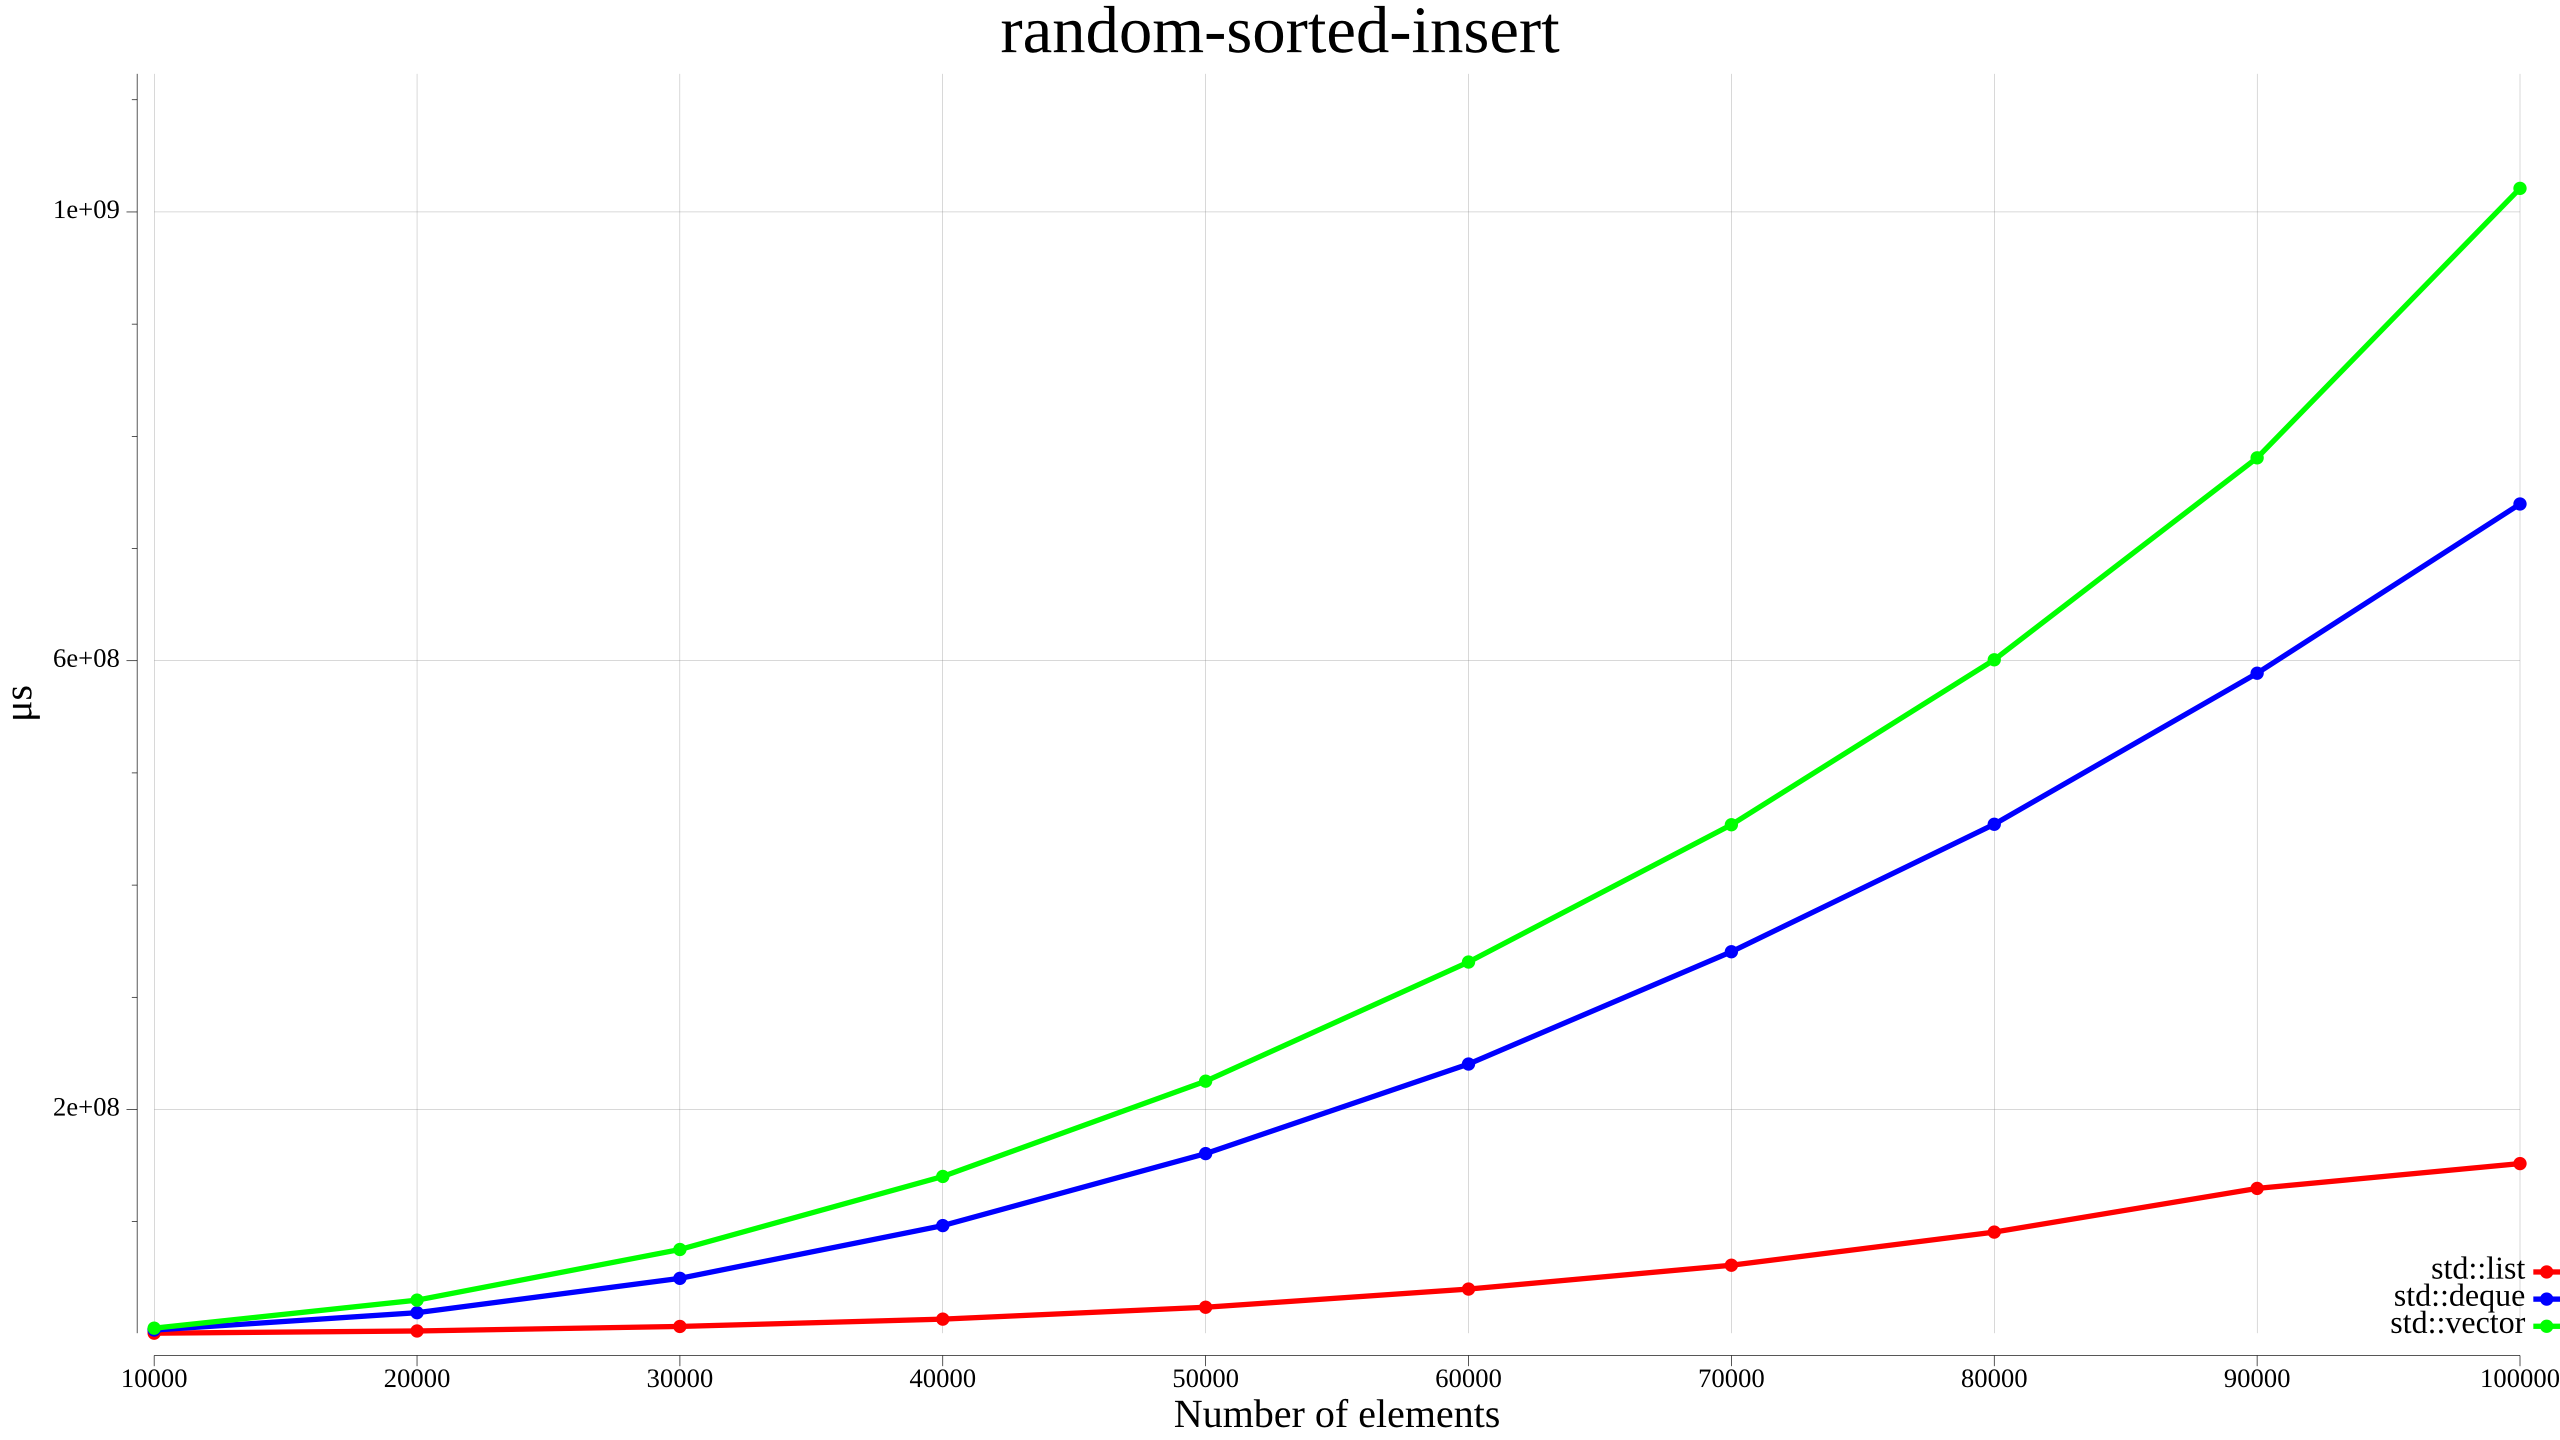 random-sorted-insert
1e+09
6e+08
2e+08
μs
std::list
std::deque
std::vector
10000 20000 30000 40000 50000 60000 70000 80000 90000 100000
Number of elements